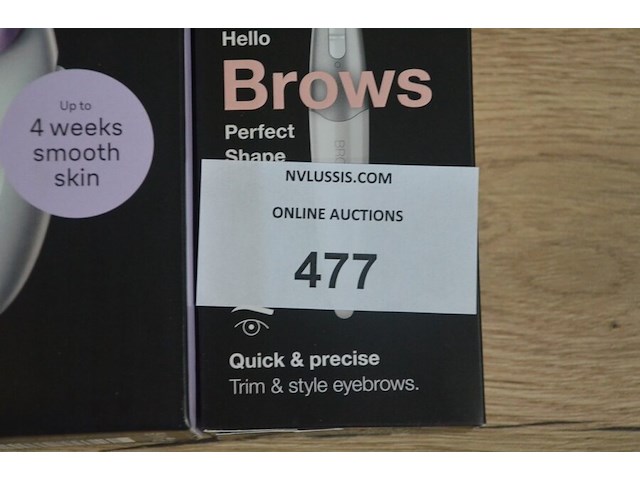 Up to
4 weeks
smooth
skin
Hello
Brows
Perfect
Shape
NVLUSSIS.COM
ONLINE AUCTIONS
477
Quick & precise
Trim & style eyebrows.